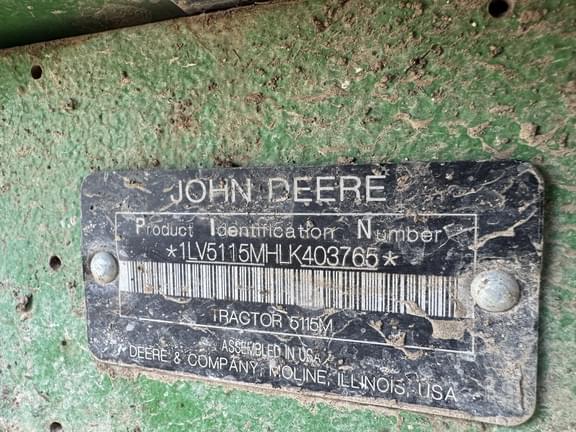 JOHN DEERE
Product Identification Number
*1LV5115MHLK403765*
TRACTOR 5115M
ASSEMBLED IN USA
DEERE & COMPANY, MOLINE, ILLINOIS, USA